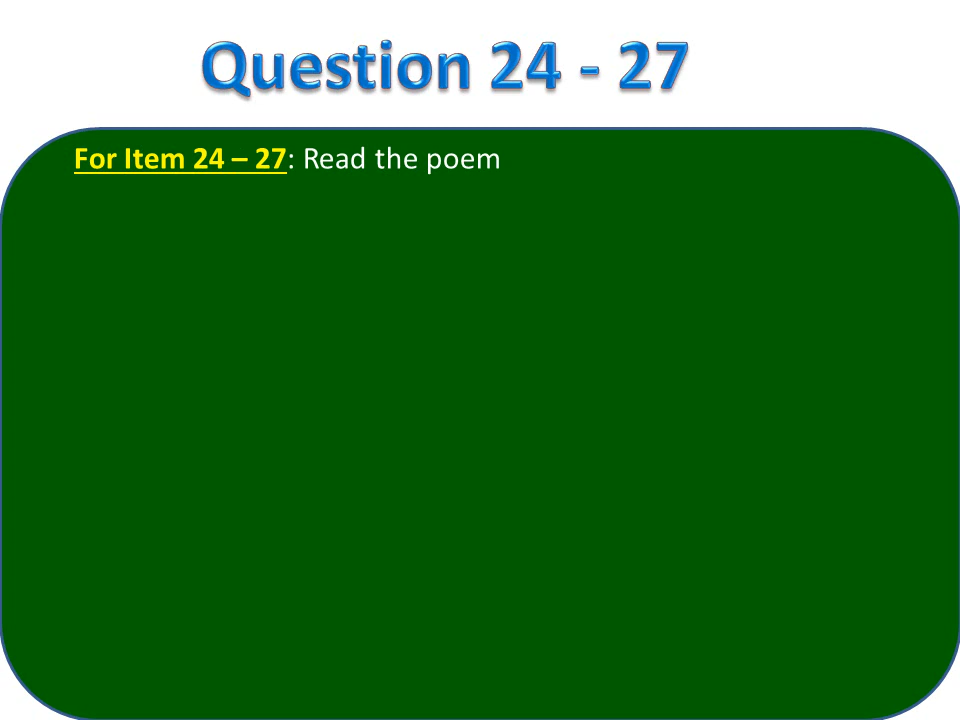 Question 24 - 27
For Item 24 – 27: Read the poem